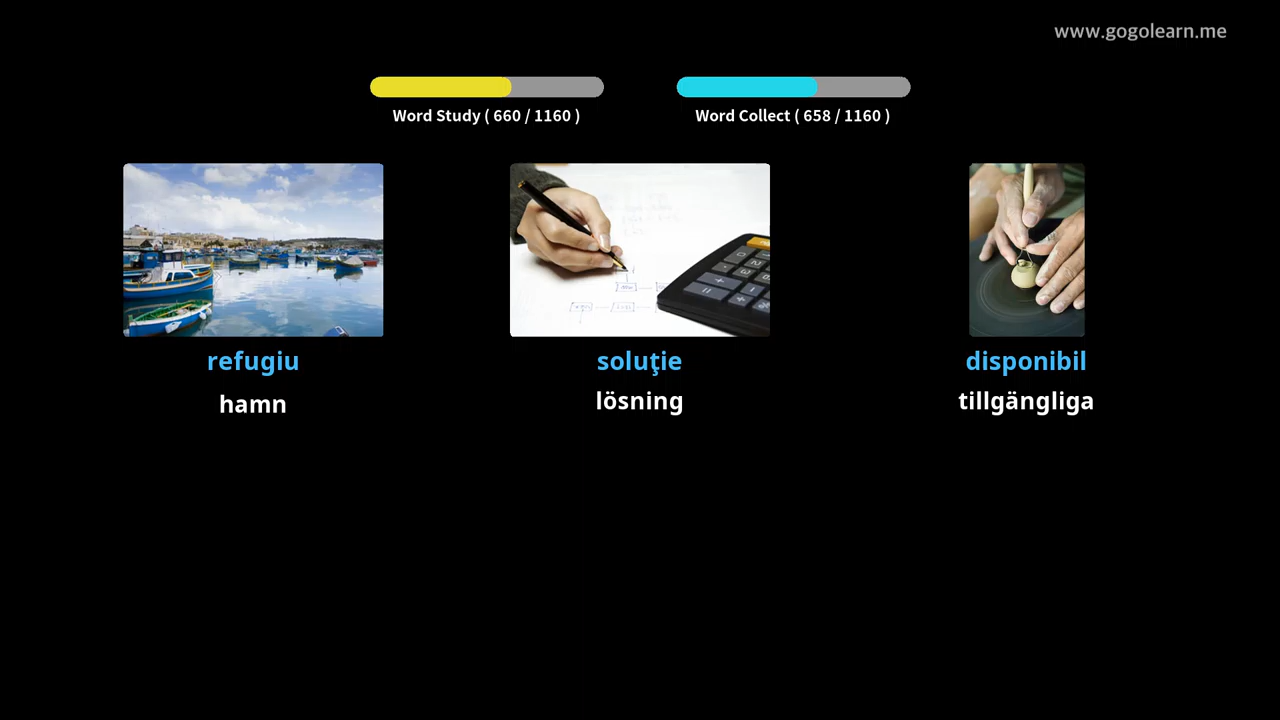 www.gogolearn.me
Word Study ( 660 / 1160 )
Word Collect ( 658 / 1160 )
refugiu
soluţie
disponibil
hamn
lösning
tillgängliga